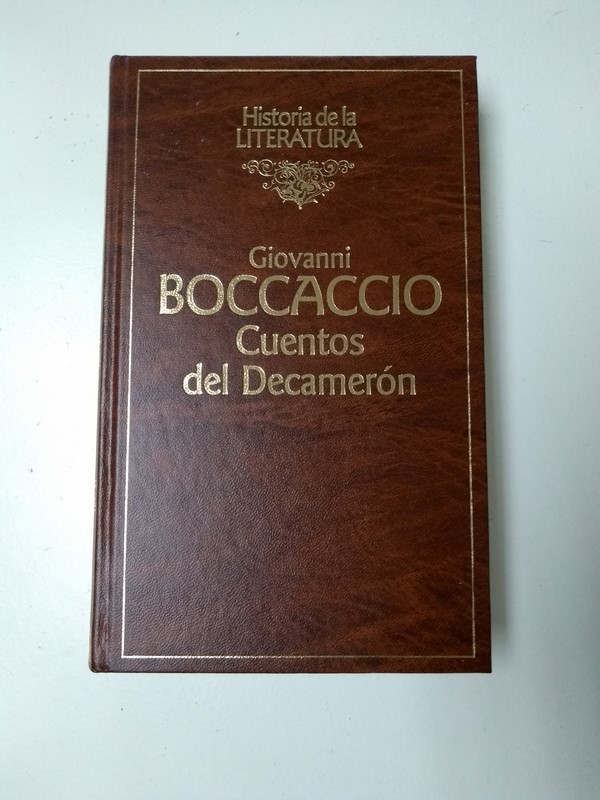 Historia de la
LITERATURA
Giovanni
BOCCACCIO
Cuentos
del Decamerón